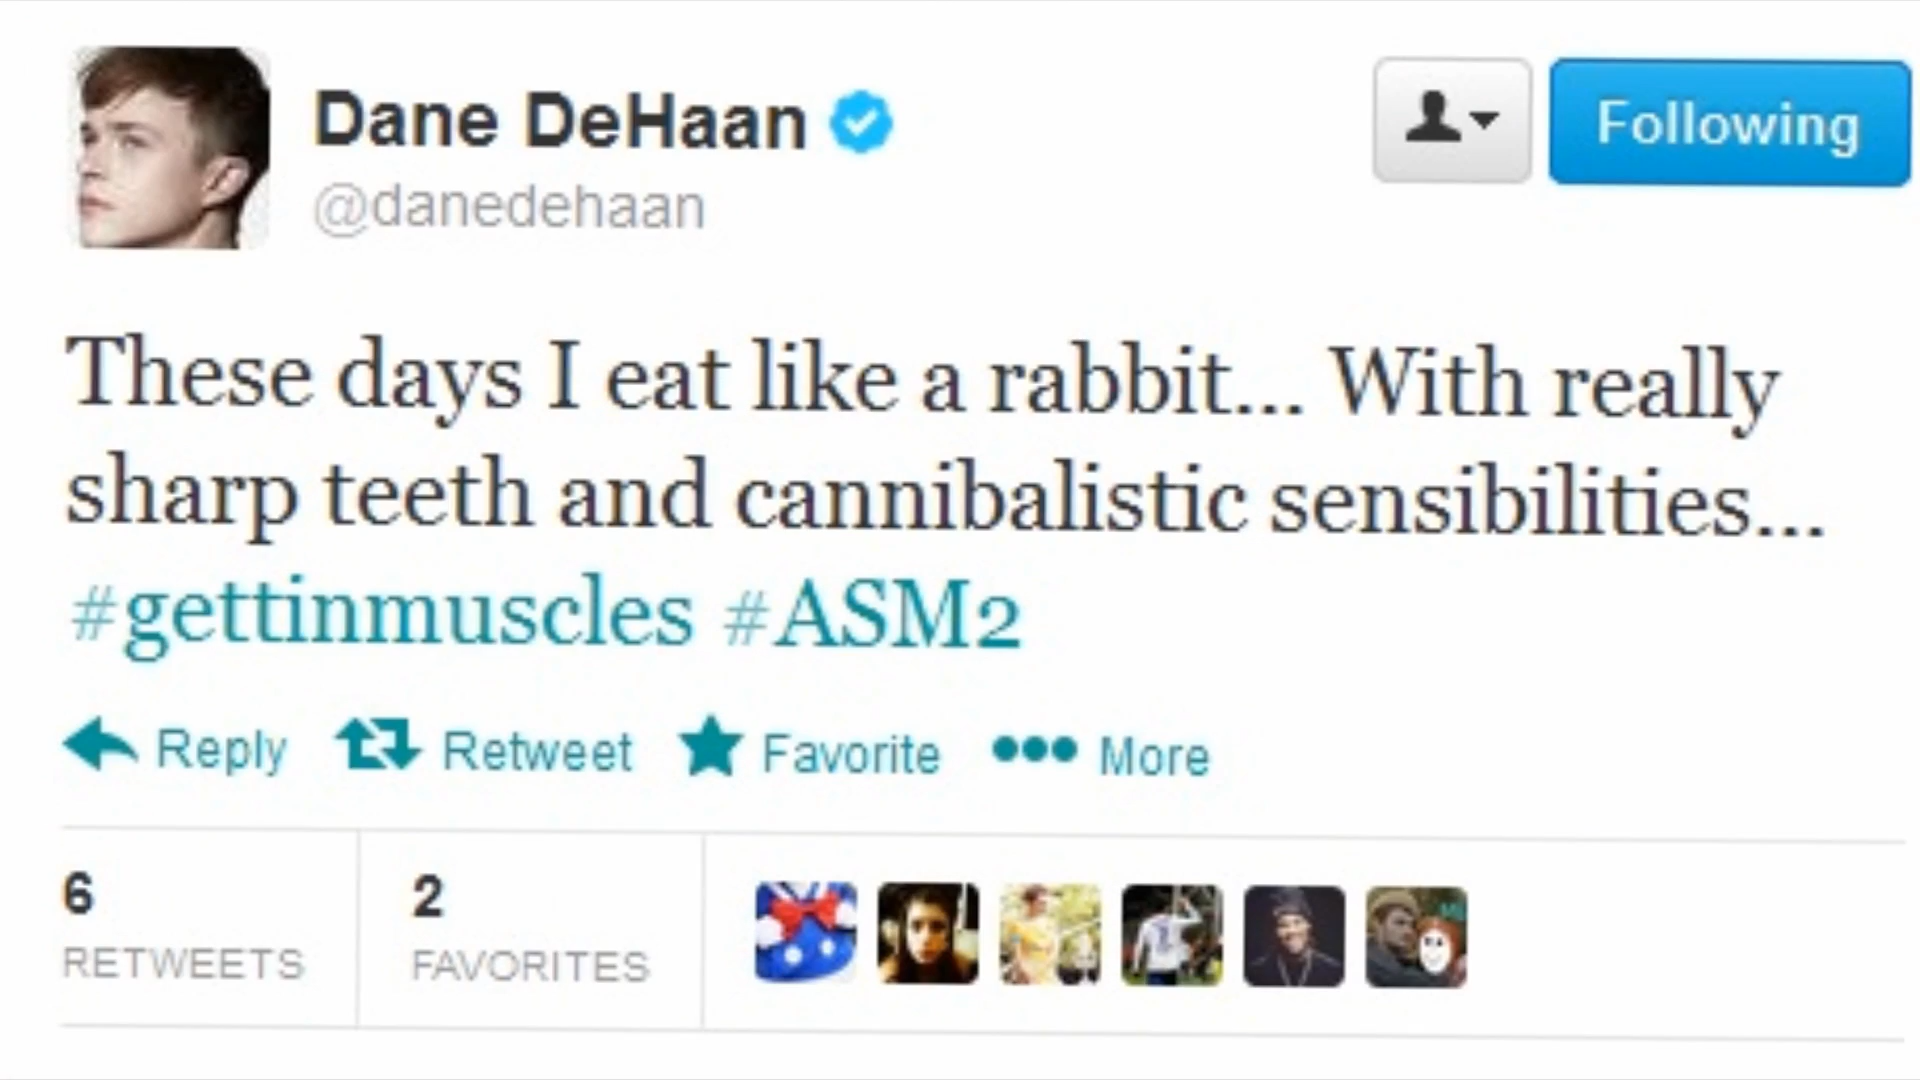 Dane DeHaan
@danedehaan
Following
These days I eat like a rabbit... With really
sharp teeth and cannibalistic sensibilities...
#gettinmuscles #ASM2
Reply Retweet Favorite More
6 2
RETWEETS FAVORITES